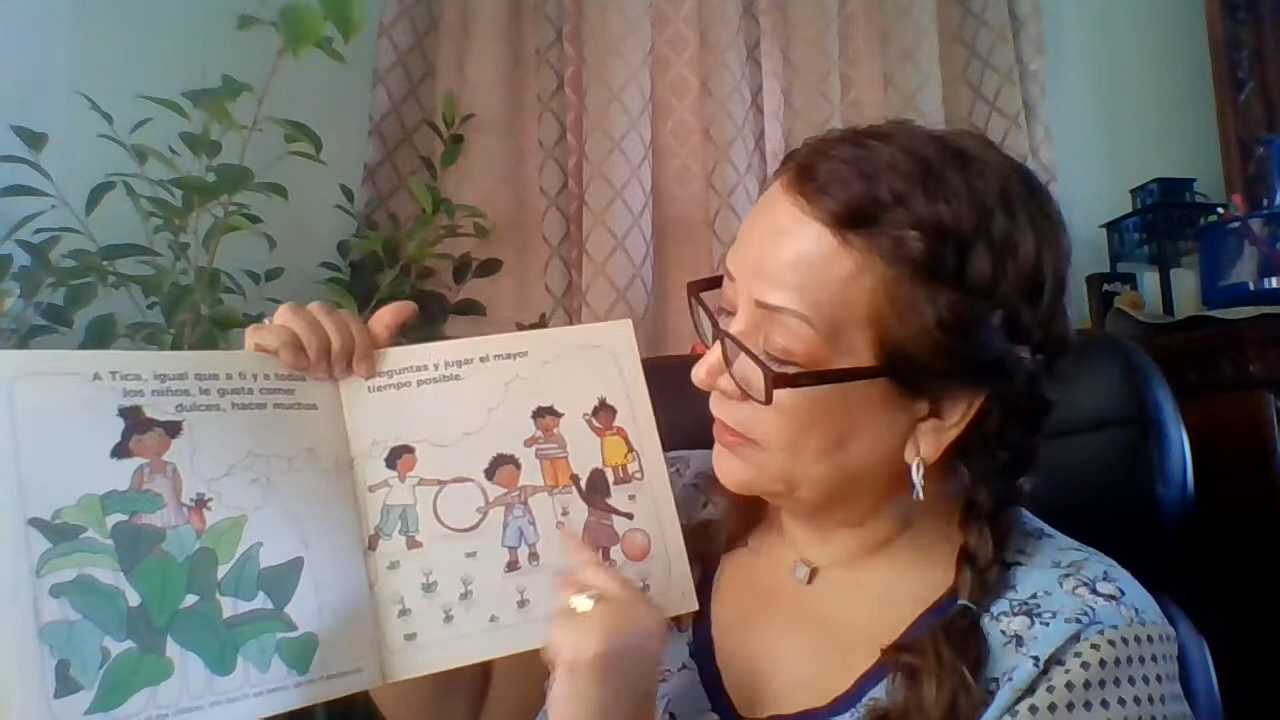 A Tica, igual que a ti y a todos
los niños, le gusta comer
dulces, hacer muchas
preguntas y jugar el mayor
tiempo posible.